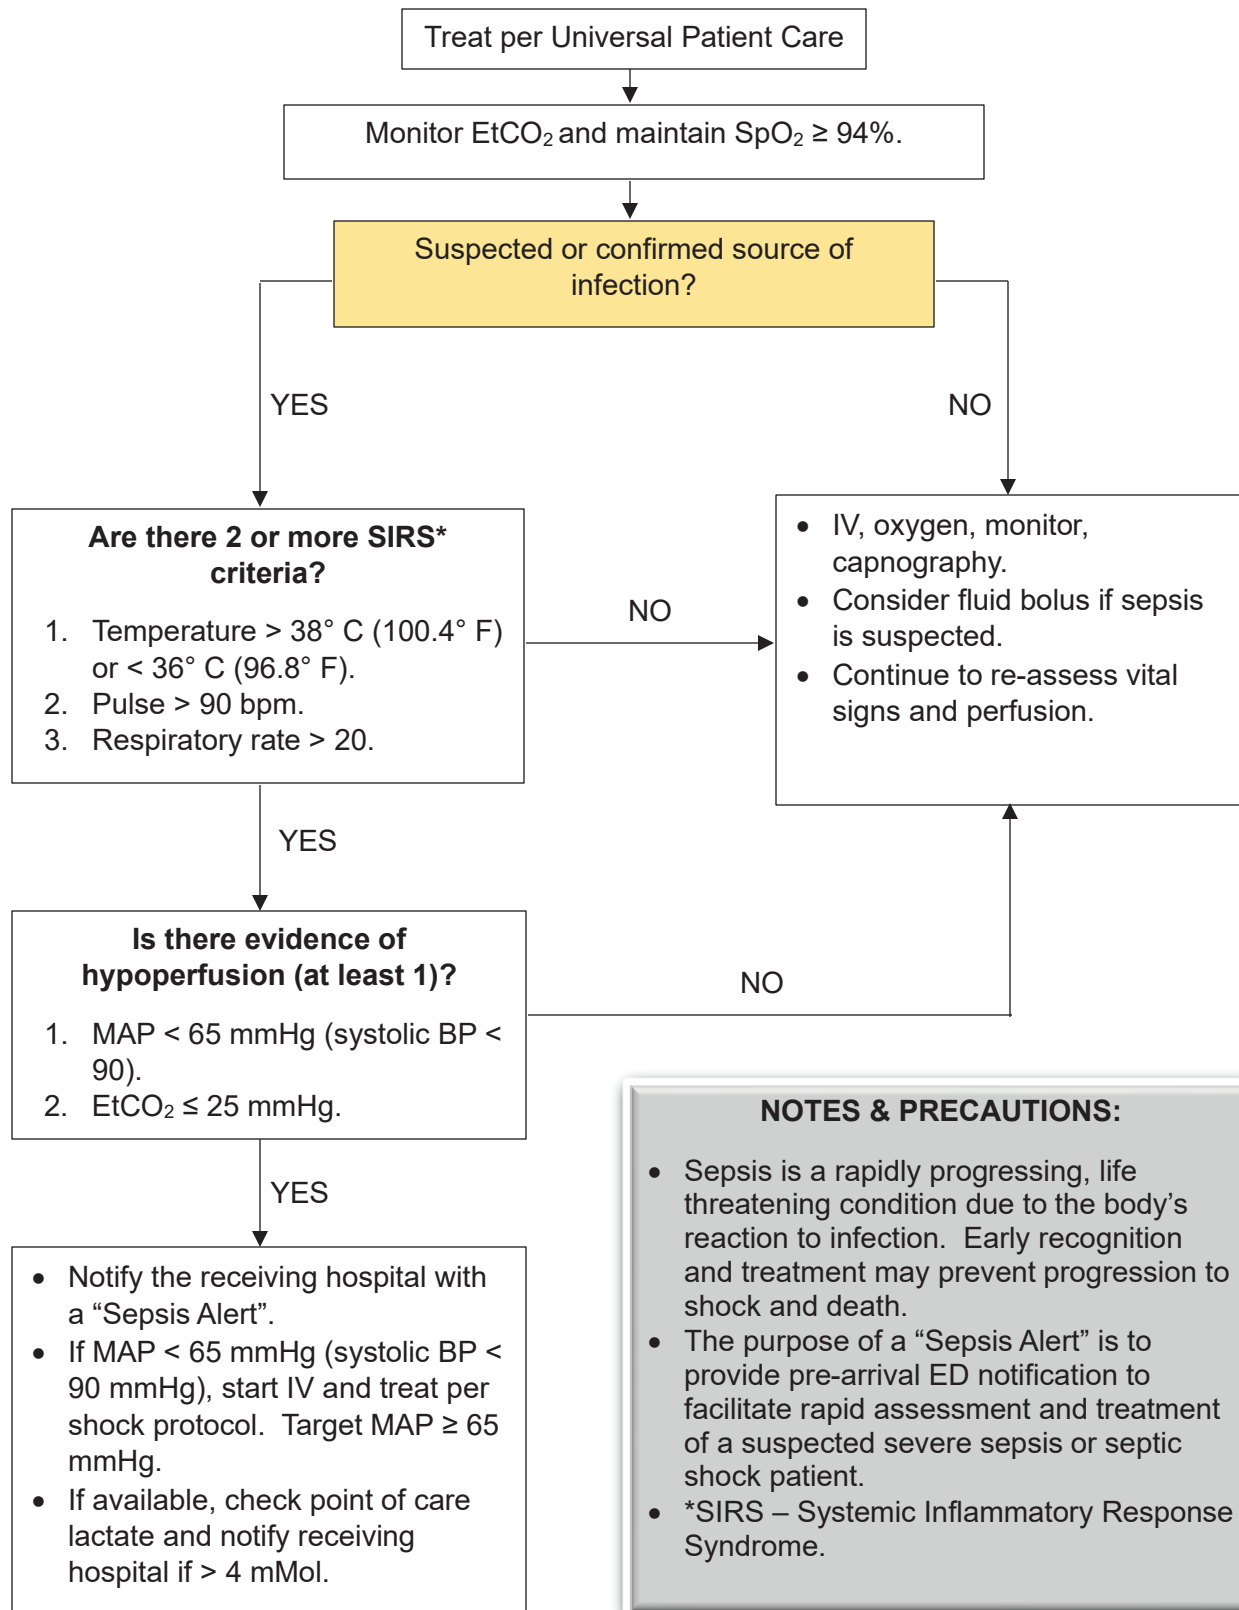 Treat per Universal Patient Care
Monitor EtCO₂ and maintain SpO₂ ≥ 94%.
Suspected or confirmed source of
infection?
YES
NO
Are there 2 or more SIRS*
criteria?
1. Temperature > 38° C (100.4° F)
or < 36° C (96.8° F).
2. Pulse > 90 bpm.
3. Respiratory rate > 20.
NO
• IV, oxygen, monitor,
capnography.
• Consider fluid bolus if sepsis
is suspected.
• Continue to re-assess vital
signs and perfusion.
YES
Is there evidence of
hypoperfusion (at least 1)?
1. MAP < 65 mmHg (systolic BP <
90).
2. EtCO₂ ≤ 25 mmHg.
NO
YES
• Notify the receiving hospital with
a “Sepsis Alert”.
• If MAP < 65 mmHg (systolic BP <
90 mmHg), start IV and treat per
shock protocol.  Target MAP ≥ 65
mmHg.
• If available, check point of care
lactate and notify receiving
hospital if > 4 mMol.
NOTES & PRECAUTIONS:
• Sepsis is a rapidly progressing, life
threatening condition due to the body’s
reaction to infection.  Early recognition
and treatment may prevent progression to
shock and death.
• The purpose of a “Sepsis Alert” is to
provide pre-arrival ED notification to
facilitate rapid assessment and treatment
of a suspected severe sepsis or septic
shock patient.
• *SIRS – Systemic Inflammatory Response
Syndrome.